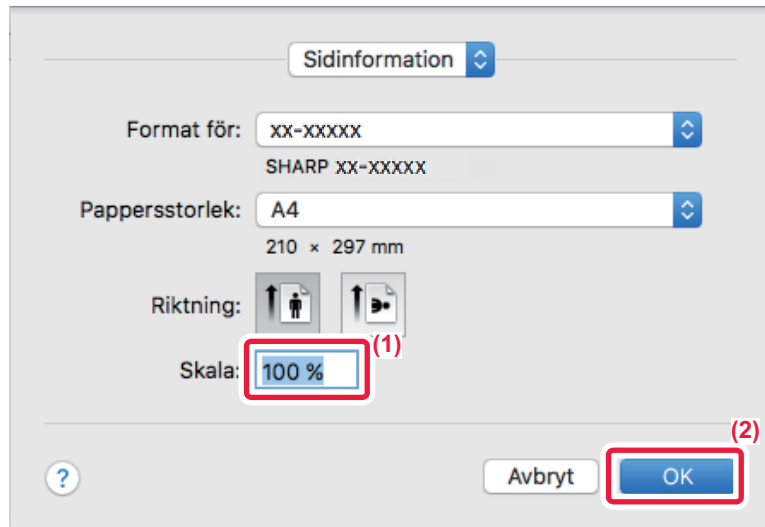 Sidinformation
Format för: xx-xxxxx
SHARP xx-xxxxx
Pappersstorlek: A4
210 × 297 mm
Riktning:
(1)
Skala: 100 %
(2)
? Avbryt OK